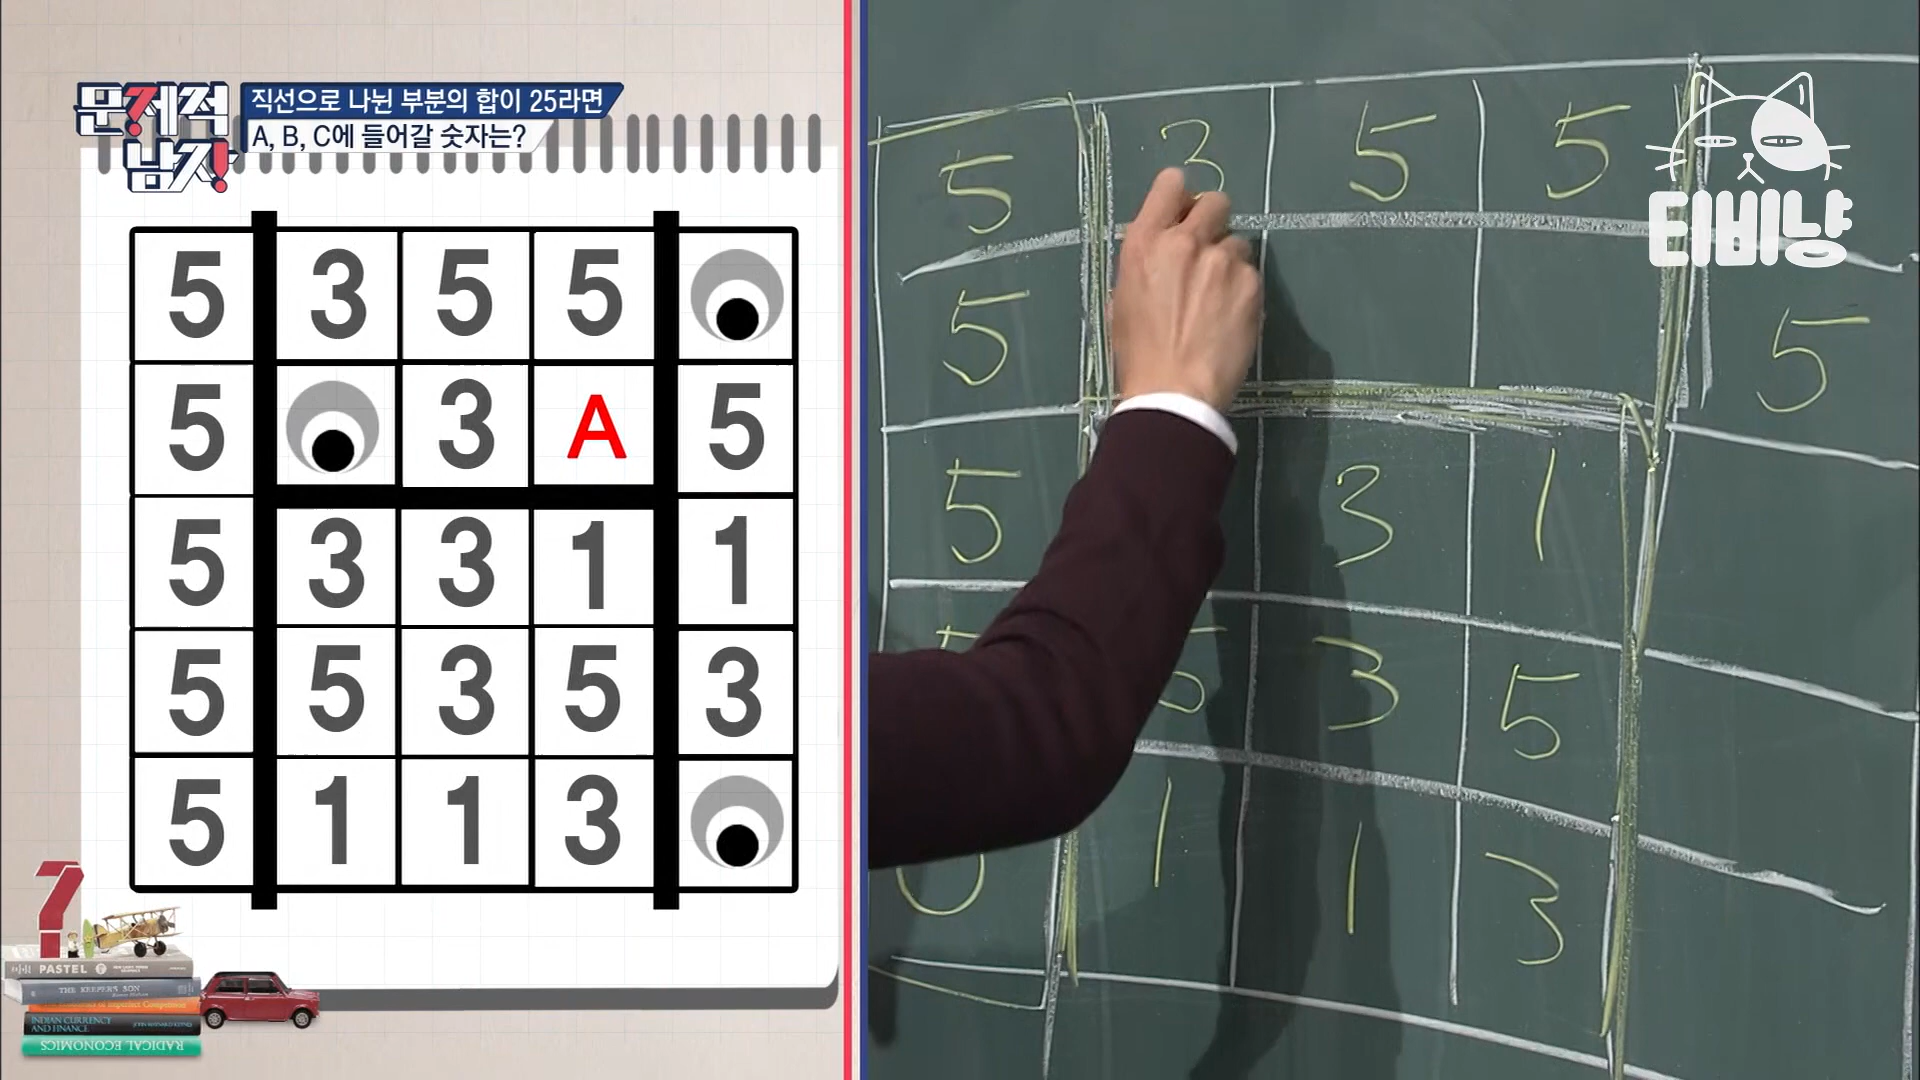 문제적
남자
직선으로 나뉜 부분의 합이 25라면
A, B, C에 들어갈 숫자는?
티비냥
5 3 5 5
5 3 A 5
5 3 3 1 1
5 5 3 5 3
5 1 1 3
5 3 5 5
5 5
5 3 1
3 5
1 1 3
?
PASTEL
THE KEEPER'S SON
INDIAN CURRENCY
AND FINANCE
RADICAL ECONOMICS